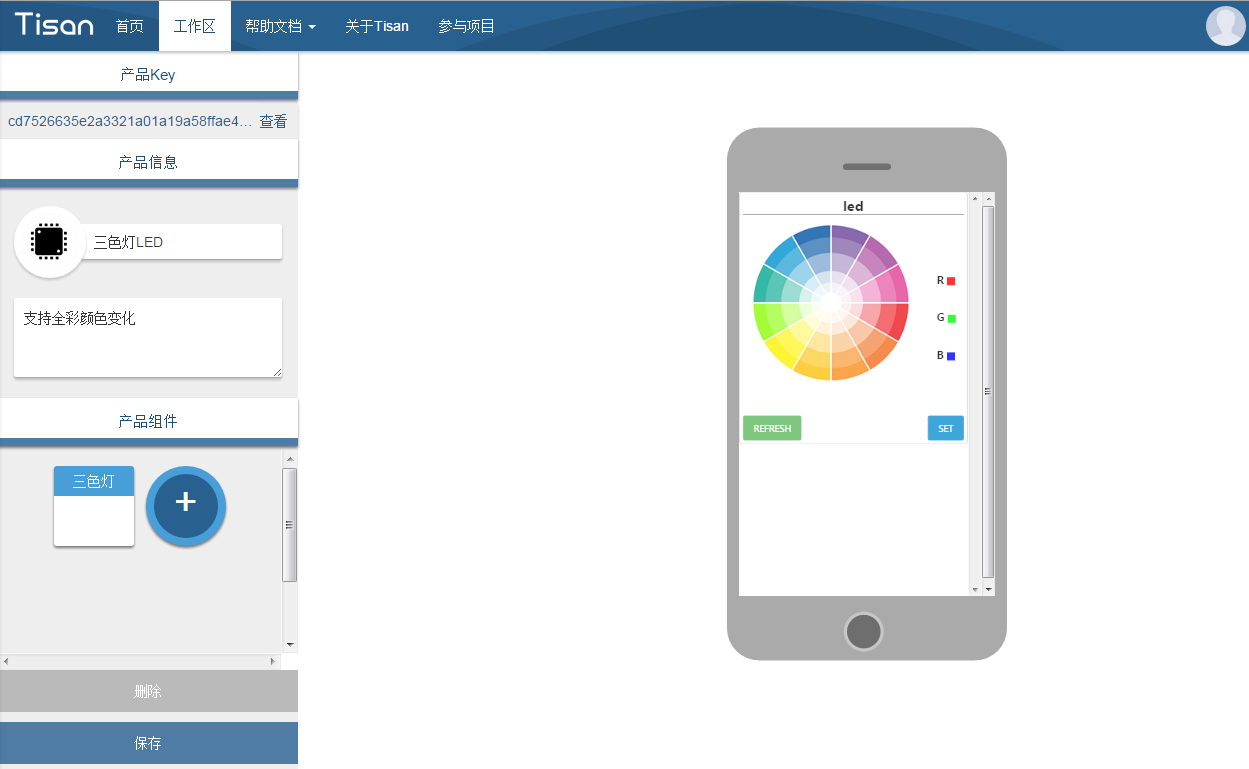 Tisan 首页 工作区 帮助文档 关于Tisan 参与项目
产品Key
cd7526635e2a3321a01a19a58ffae4... 查看
产品信息
三色灯LED
支持全彩颜色变化
产品组件
三色灯
+
删除
保存
led
R
G
B
REFRESH SET